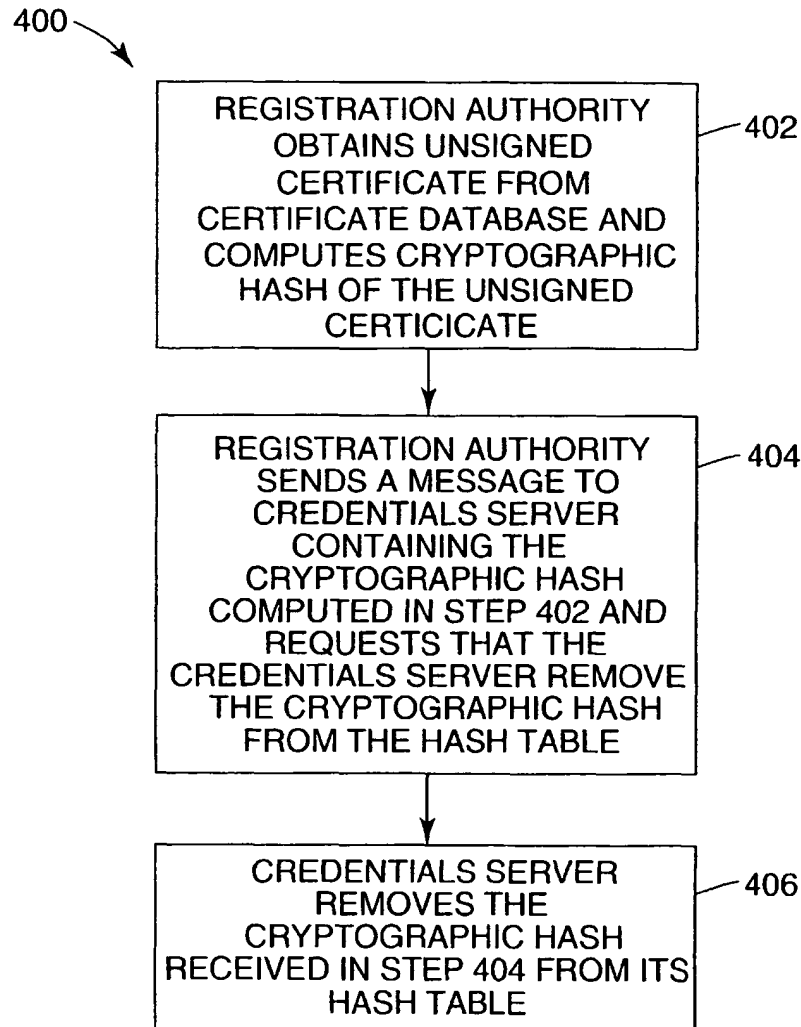 400
REGISTRATION AUTHORITY
OBTAINS UNSIGNED
CERTIFICATE FROM
CERTIFICATE DATABASE AND
COMPUTES CRYPTOGRAPHIC
HASH OF THE UNSIGNED
CERTICICATE
402
REGISTRATION AUTHORITY
SENDS A MESSAGE TO
CREDENTIALS SERVER
CONTAINING THE
CRYPTOGRAPHIC HASH
COMPUTED IN STEP 402 AND
REQUESTS THAT THE
CREDENTIALS SERVER REMOVE
THE CRYPTOGRAPHIC HASH
FROM THE HASH TABLE
404
CREDENTIALS SERVER
REMOVES THE
CRYPTOGRAPHIC HASH
RECEIVED IN STEP 404 FROM ITS
HASH TABLE
406